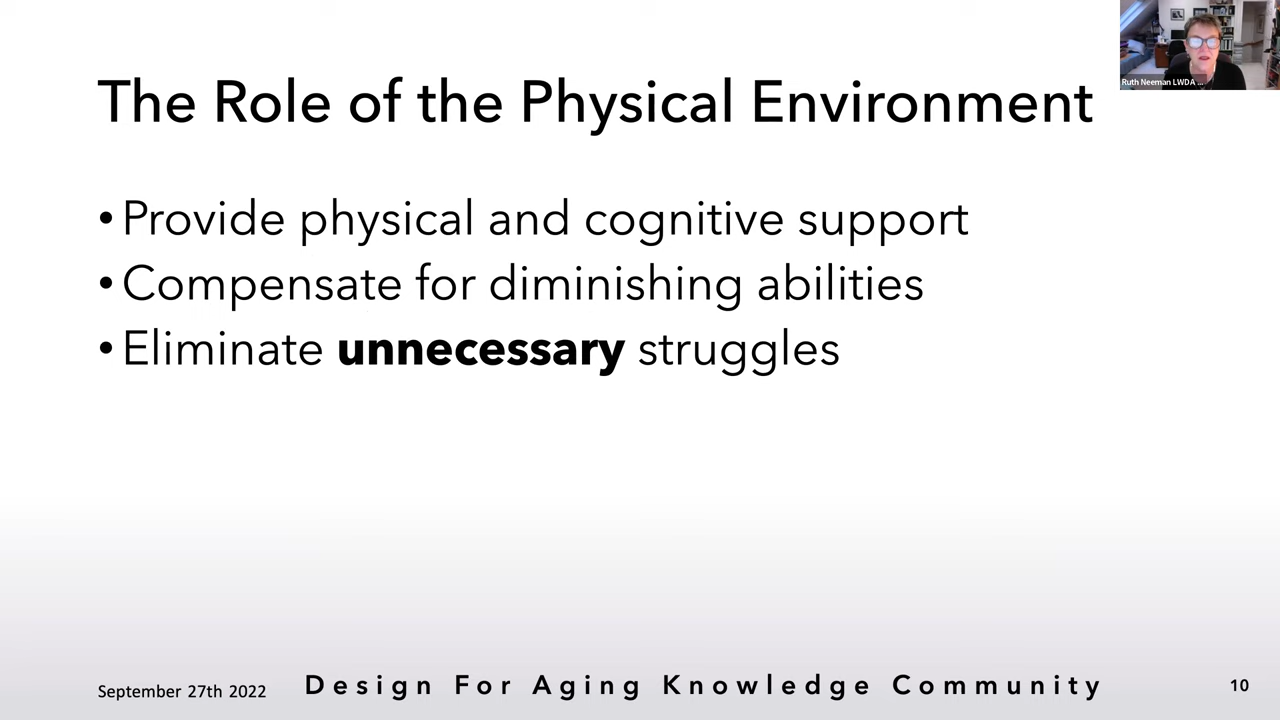 The Role of the Physical Environment
Ruth Neeman LWDA ...
• Provide physical and cognitive support
• Compensate for diminishing abilities
• Eliminate unnecessary struggles
September 27th 2022
Design For Aging Knowledge Community
10